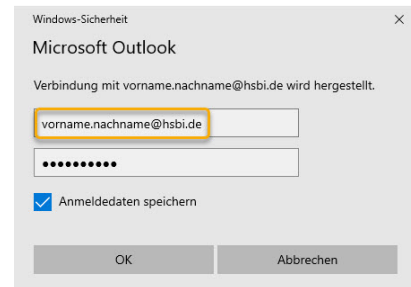 Windows-Sicherheit
Microsoft Outlook
Verbindung mit vorname.nachname@hsbi.de wird hergestellt.
vorname.nachname@hsbi.de
●●●●●●●●●●
Anmeldedaten speichern
OK Abbrechen